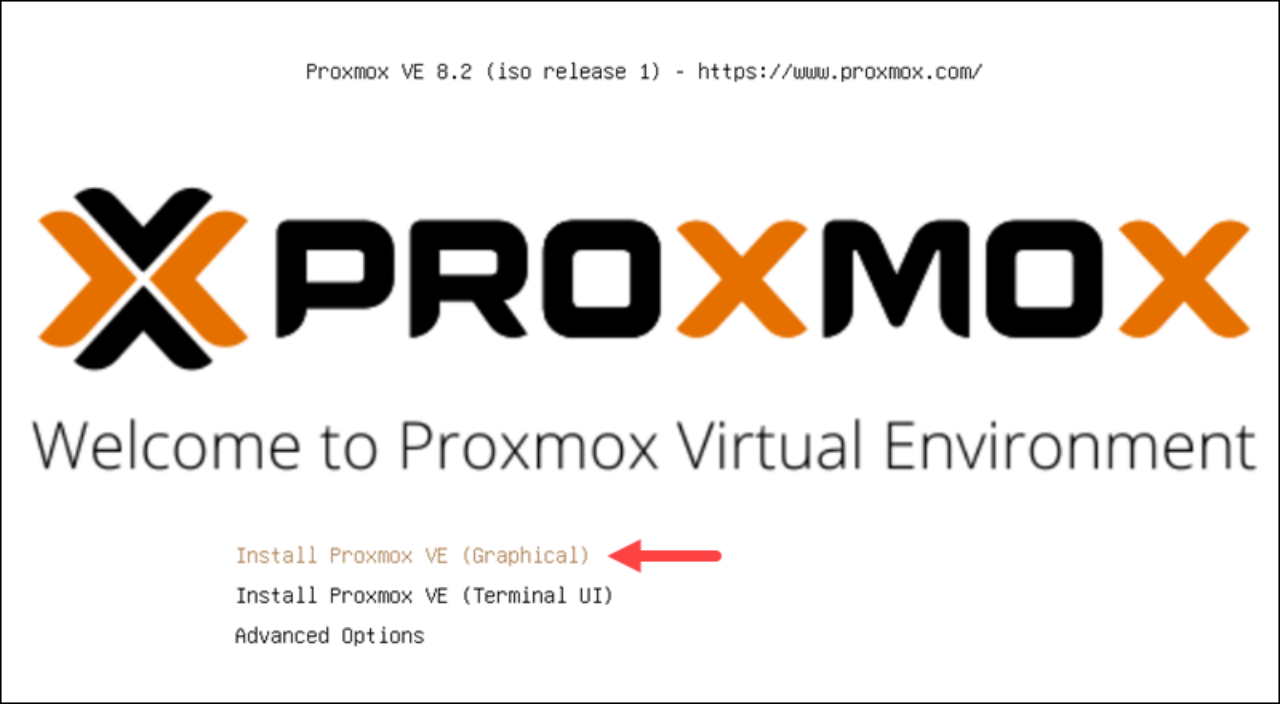 Proxmox VE 8.2 (iso release 1) - https://www.proxmox.com/
PROXMOX
Welcome to Proxmox Virtual Environment
Install Proxmox VE (Graphical)
Install Proxmox VE (Terminal UI)
Advanced Options